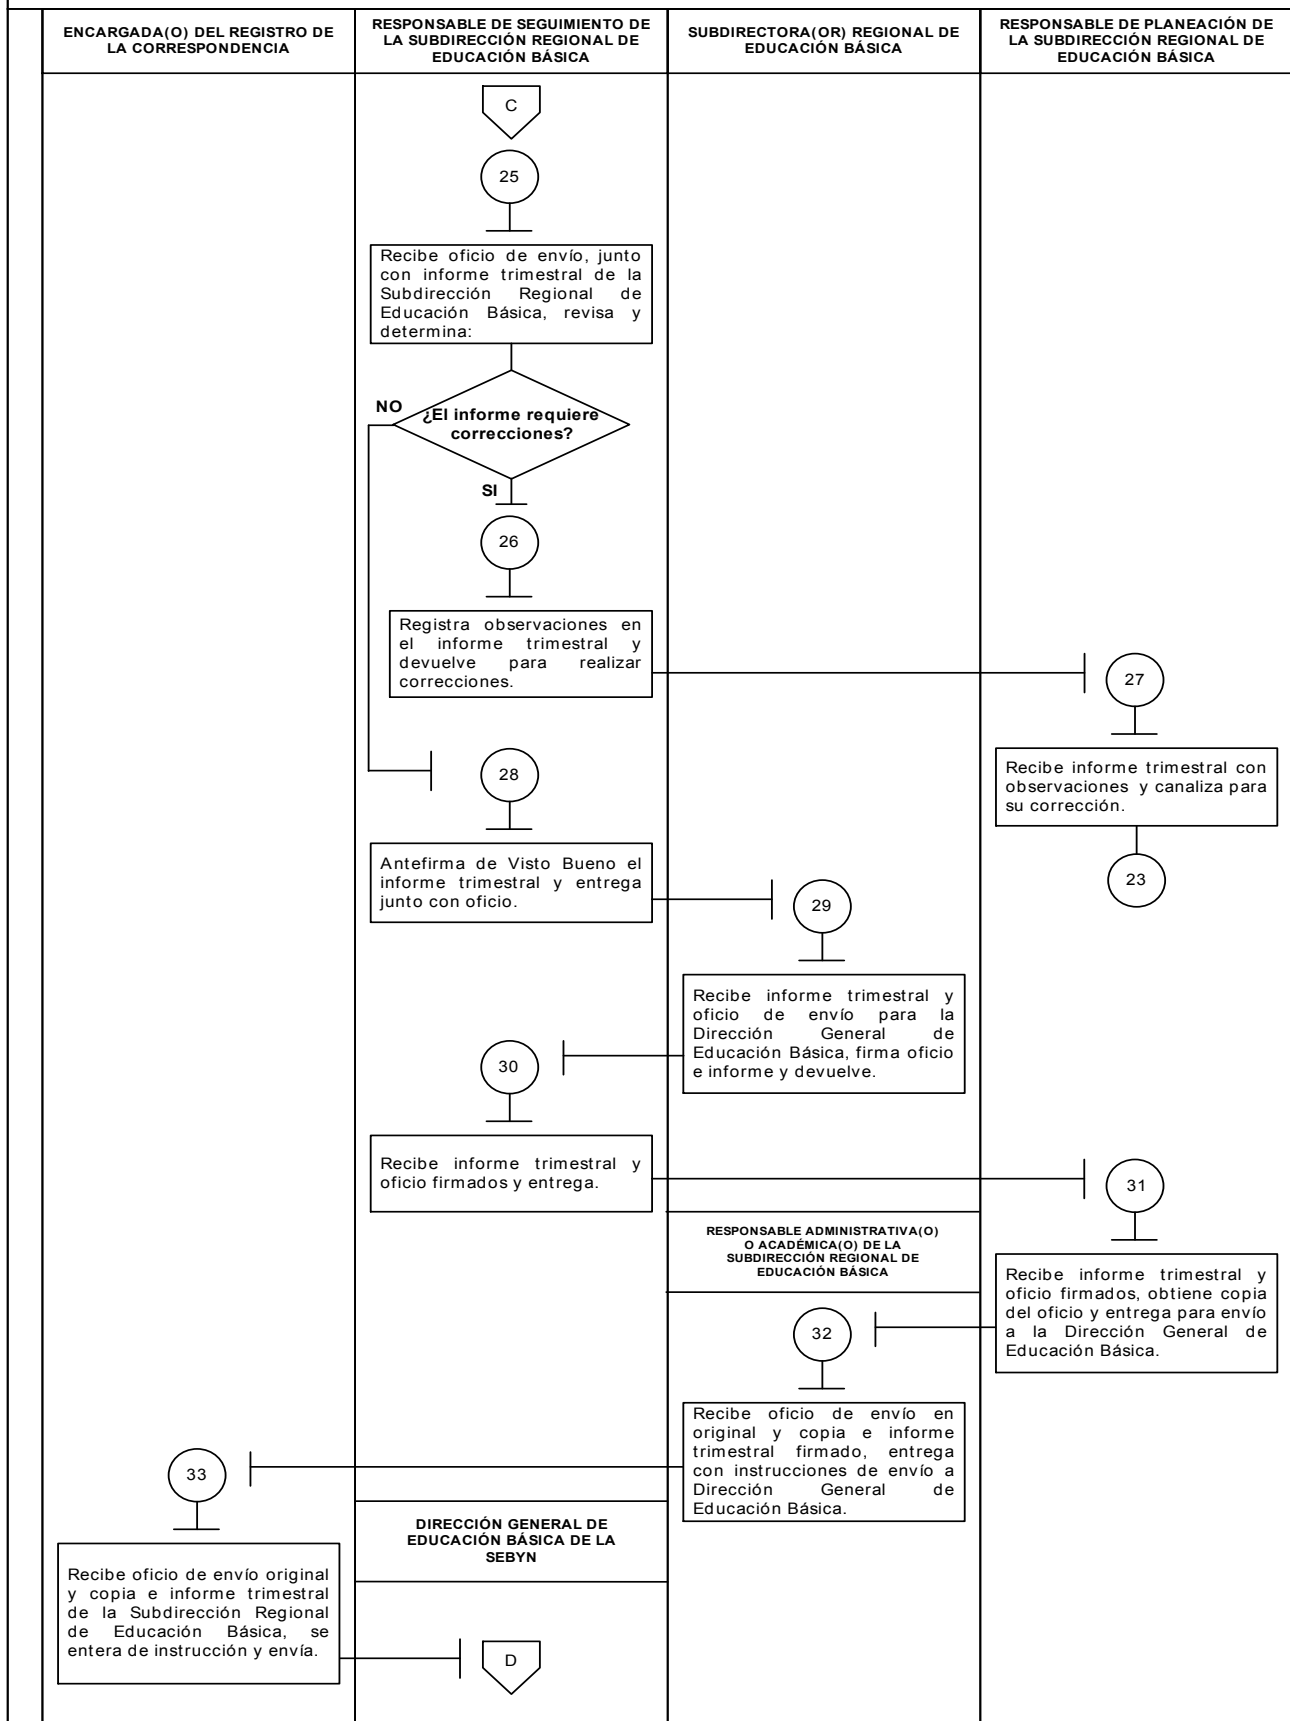 ENCARGADA(O) DEL REGISTRO DE
LA CORRESPONDENCIA
RESPONSABLE DE SEGUIMIENTO DE
LA SUBDIRECCIÓN REGIONAL DE
EDUCACIÓN BÁSICA
SUBDIRECTORA(OR) REGIONAL DE
EDUCACIÓN BÁSICA
RESPONSABLE DE PLANEACIÓN DE
LA SUBDIRECCIÓN REGIONAL DE
EDUCACIÓN BÁSICA
C
25
Recibe oficio de envío, junto
con informe trimestral de la
Subdirección Regional de
Educación Básica, revisa y
determina:
NO
¿El informe requiere
correcciones?
SI
26
Registra observaciones en
el informe trimestral y
devuelve para realizar
correcciones.
27
Recibe informe trimestral con
observaciones y canaliza para
su corrección.
23
28
Antefirma de Visto Bueno el
informe trimestral y entrega
junto con oficio.
29
Recibe informe trimestral y
oficio de envío para la
Dirección General de
Educación Básica, firma oficio
e informe y devuelve.
30
Recibe informe trimestral y
oficio firmados y entrega.
31
Recibe informe trimestral y
oficio firmados, obtiene copia
del oficio y entrega para envío
a la Dirección General de
Educación Básica.
RESPONSABLE ADMINISTRATIVA(O)
O ACADÉMICA(O) DE LA
SUBDIRECCIÓN REGIONAL DE
EDUCACIÓN BÁSICA
32
Recibe oficio de envío en
original y copia e informe
trimestral firmado, entrega
con instrucciones de envío a
Dirección General de
Educación Básica.
33
Recibe oficio de envío original
y copia e informe trimestral
de la Subdirección Regional
de Educación Básica, se
entera de instrucción y envía.
DIRECCIÓN GENERAL DE
EDUCACIÓN BÁSICA DE LA
SEBYN
D